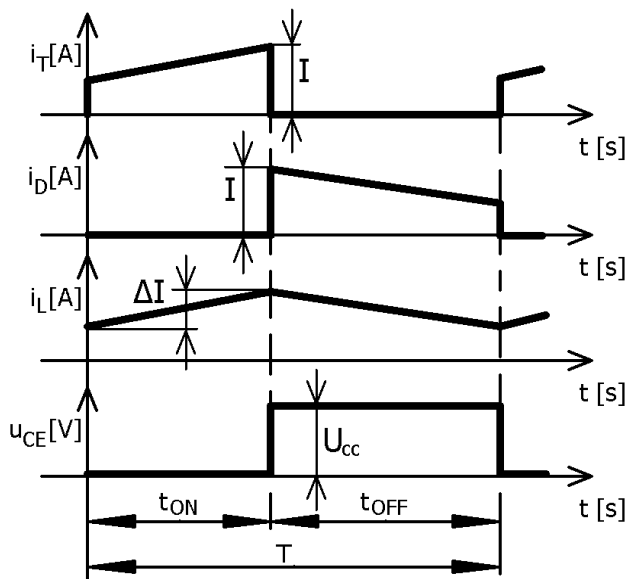 i_T[A]
I
t [s]
i_D[A]
I
t [s]
i_L[A]
ΔI
t [s]
u_CE[V]
U_cc
t [s]
t_ON
t_OFF
T